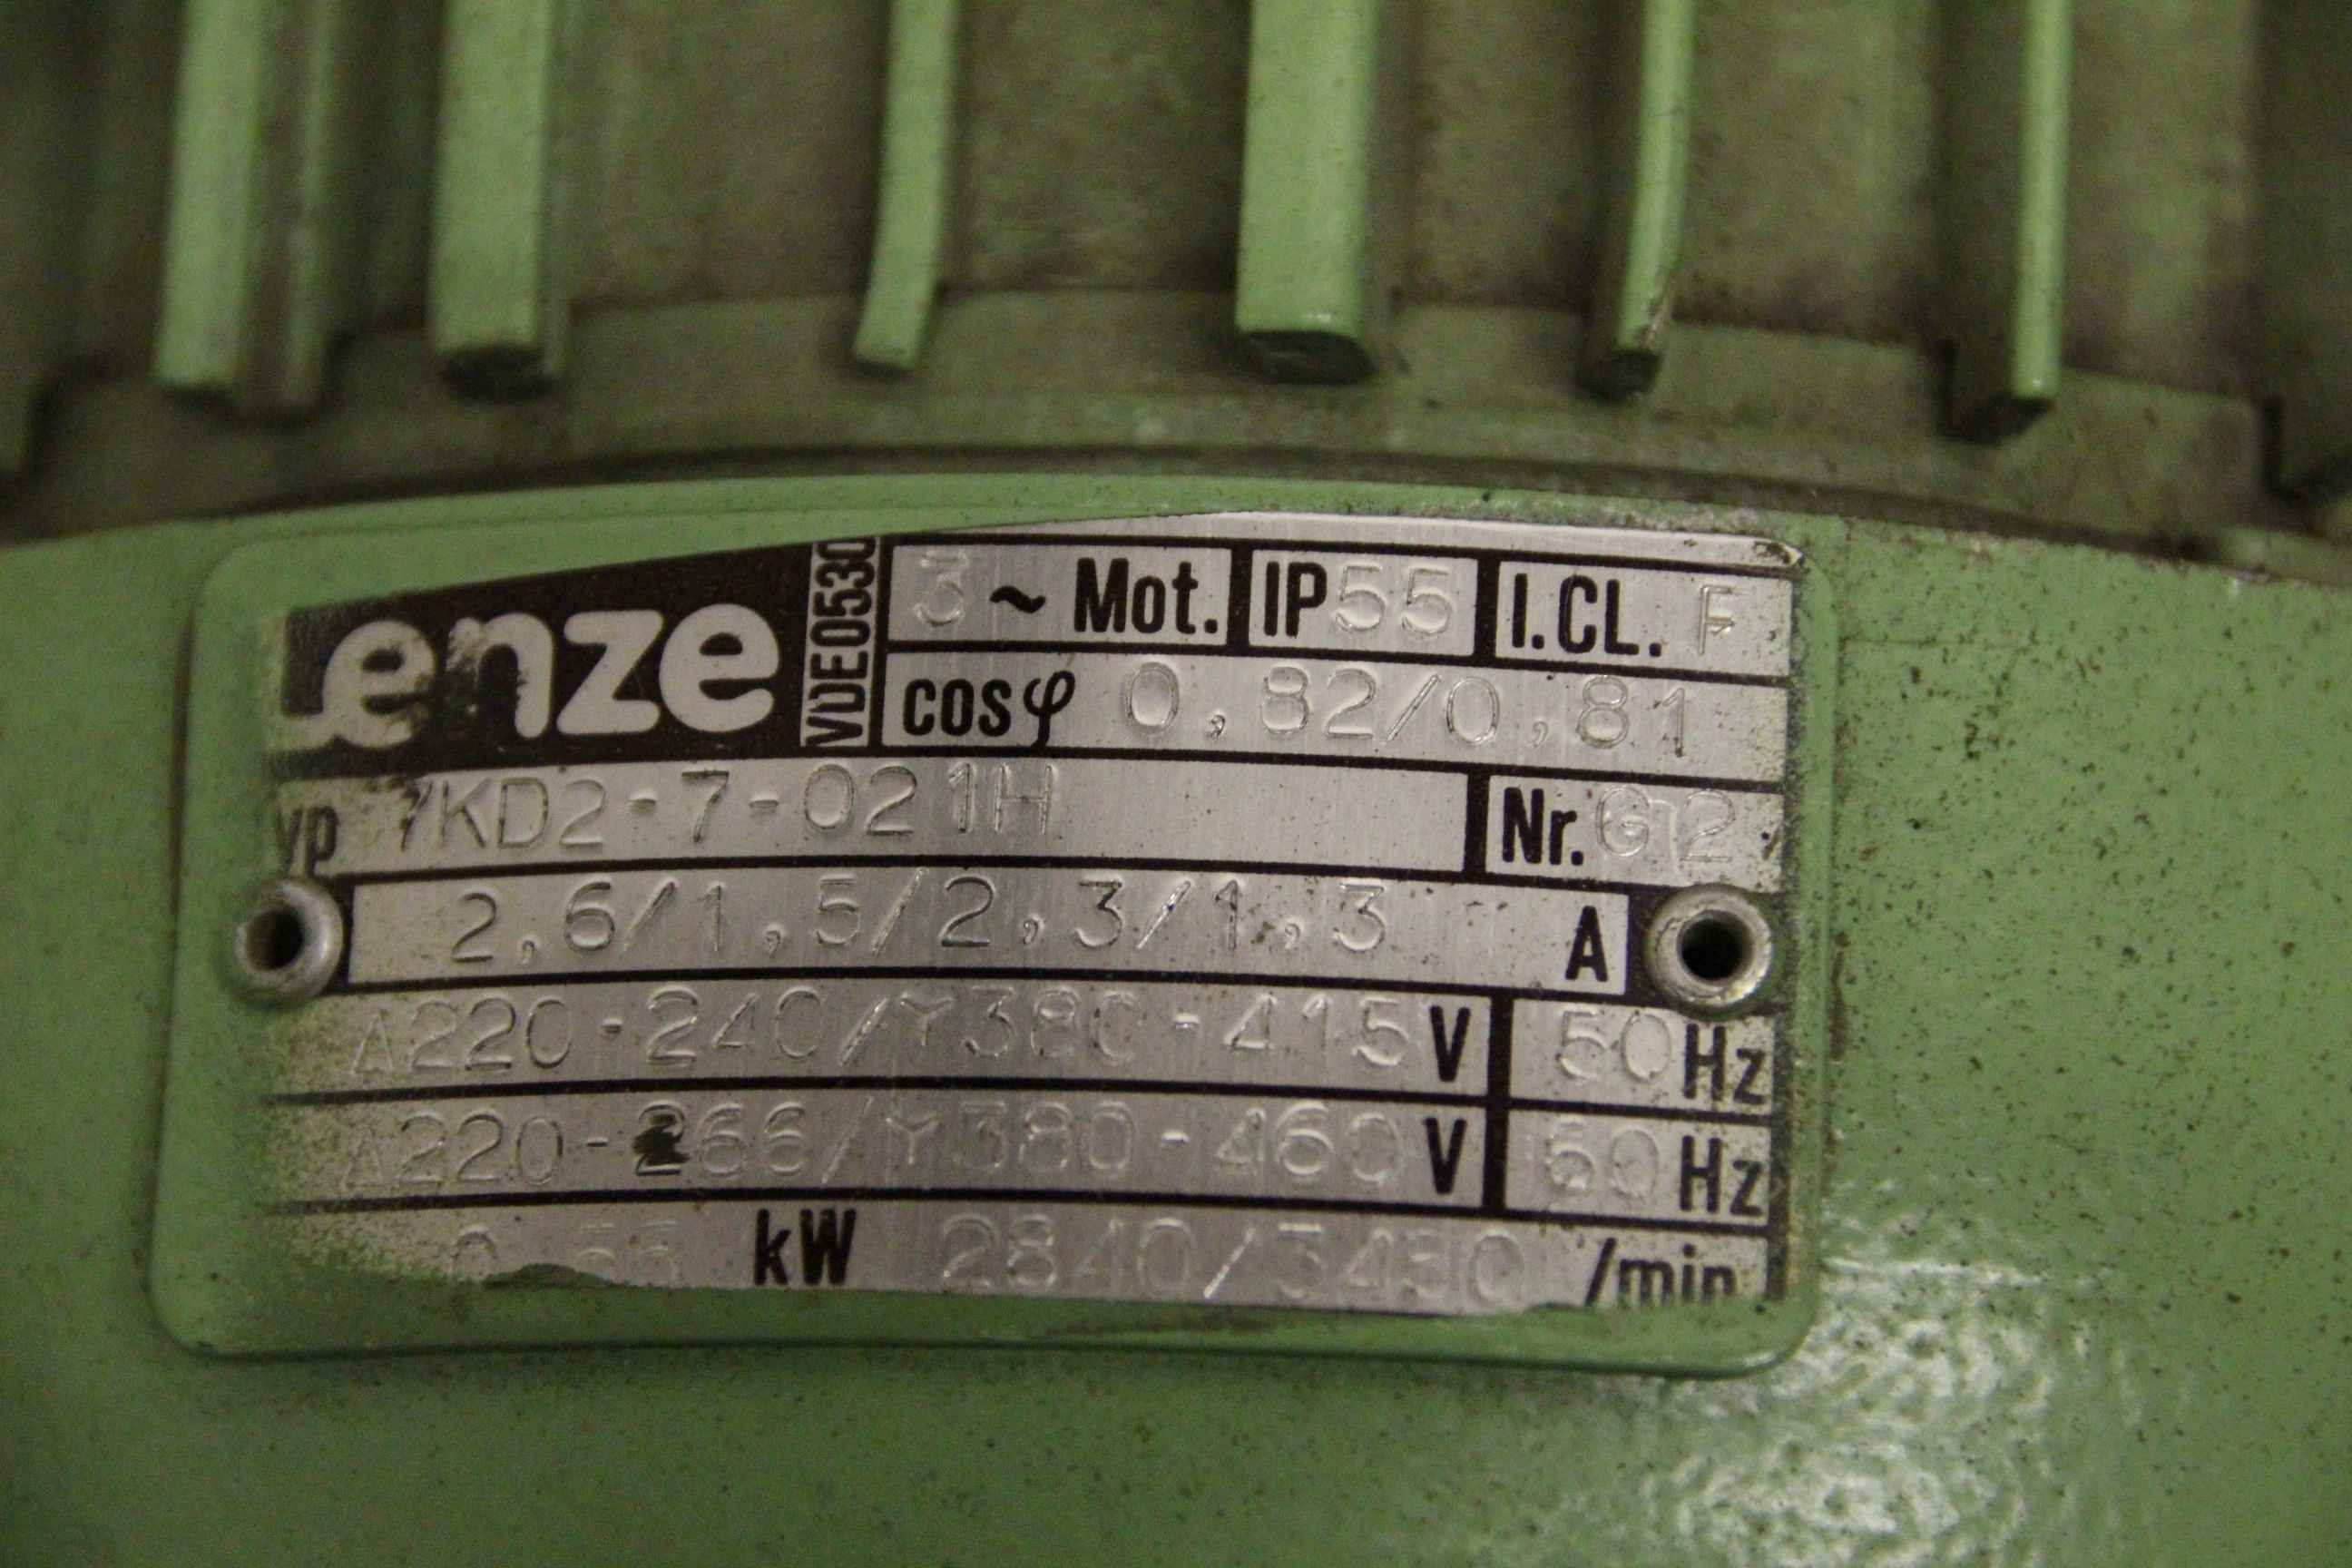 Lenze VDE0530 3 ~ Mot. IP55 I.CL. F
cosφ 0,82/0,81
yp 7KD2-7-021H Nr. G12
2,6/1,5/2,3/1,3 A
Δ220-240/Y380-415 V 50 Hz
Δ220-266/Y380-460 V 60 Hz
kW 2840/3430 /min